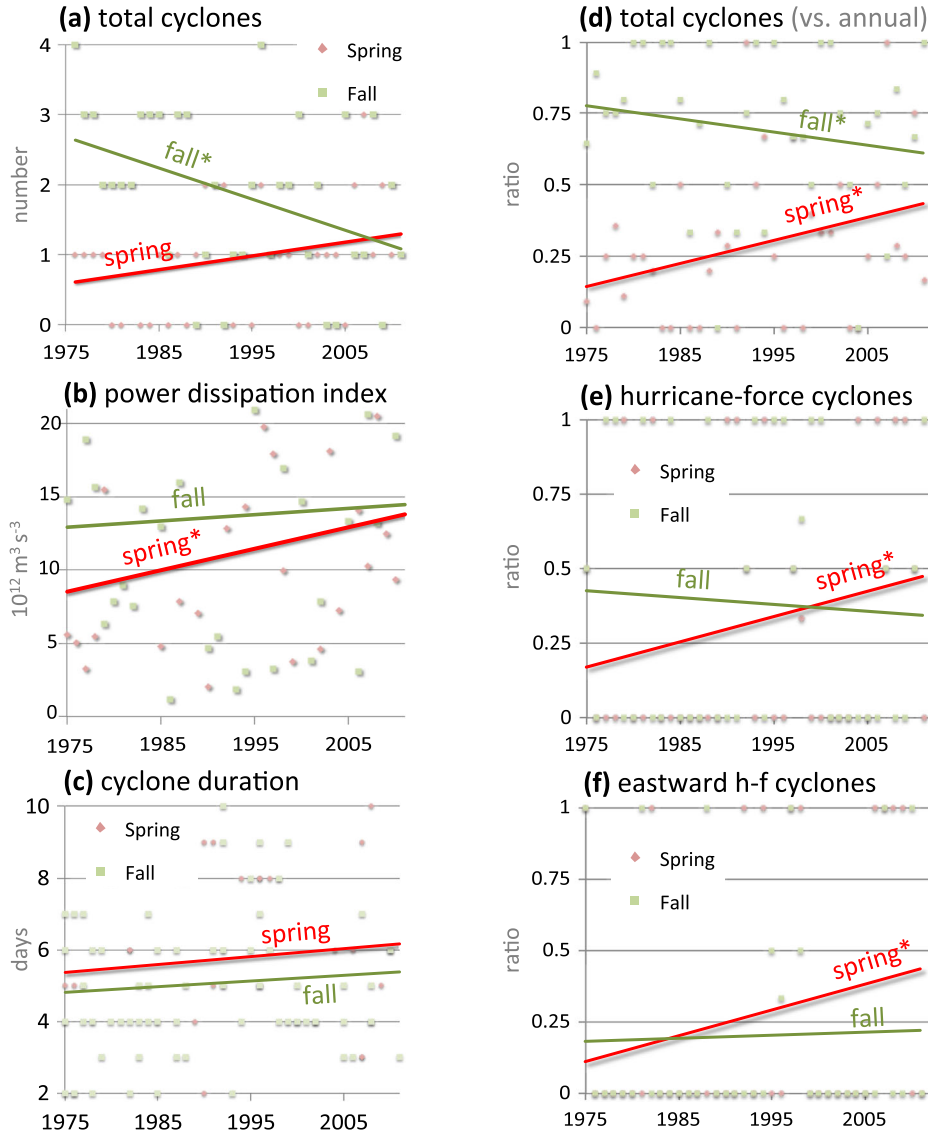 (a) total cyclones
4
3
2
1
0
number
Spring
Fall
fall*
spring
1975 1985 1995 2005
(b) power dissipation index
20
15
10
5
0
10¹² m³ s⁻³
fall
spring*
1975 1985 1995 2005
(c) cyclone duration
10
8
6
4
2
days
Spring
Fall
spring
fall
1975 1985 1995 2005
(d) total cyclones (vs. annual)
1
0.75
0.5
0.25
0
ratio
fall*
spring*
1975 1985 1995 2005
(e) hurricane-force cyclones
1
0.75
0.5
0.25
0
ratio
Spring
Fall
fall
spring*
1975 1985 1995 2005
(f) eastward h-f cyclones
1
0.75
0.5
0.25
0
ratio
Spring
Fall
spring*
fall
1975 1985 1995 2005